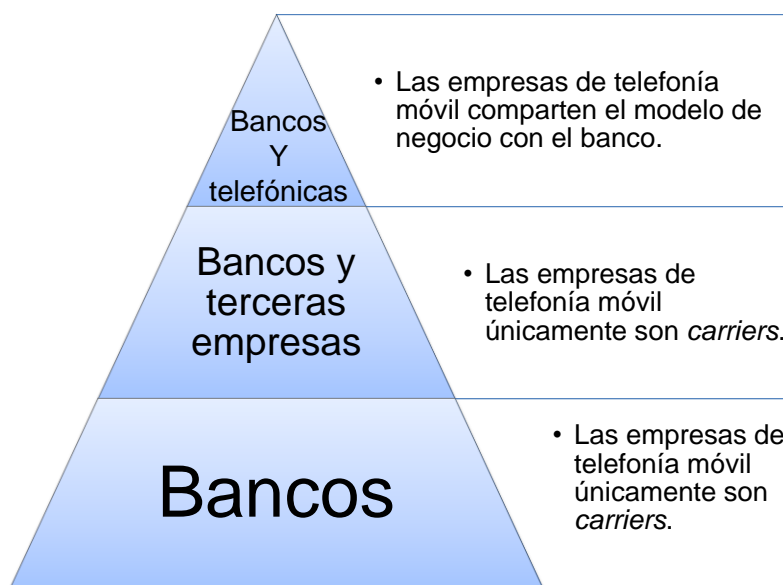 Bancos
Y
telefónicas
• Las empresas de telefonía
móvil comparten el modelo de
negocio con el banco.
Bancos y
terceras
empresas
• Las empresas de
telefonía móvil
únicamente son carriers.
Bancos
• Las empresas de
telefonía móvil
únicamente son
carriers.